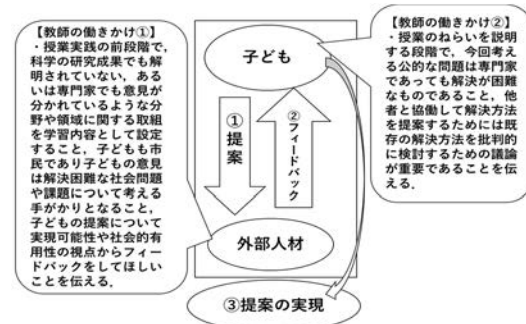 【教師の働きかけ①】
・授業実践の前段階で,
科学の研究成果でも解
明されていない,ある
いは専門家でも意見が
分かれているような分
野や領域に関する取組
を学習内容として設定
すること,子どもも市
民であり子どもの意見
は解決困難な社会問題
や課題について考える
手がかりとなること,
子どもの提案について
実現可能性や社会的有
用性の視点からフィー
ドバックをしてほしい
ことを伝える.
子ども
①提案
②フィードバック
外部人材
③提案の実現
【教師の働きかけ②】
・授業のねらいを説明
する段階で,今回考え
る公的な問題は専門家
であっても解決が困難
なものであること,他
者と協働して解決方法
を提案するためには既
存の解決方法を批判的
に検討するための議論
が重要であることを伝
える.